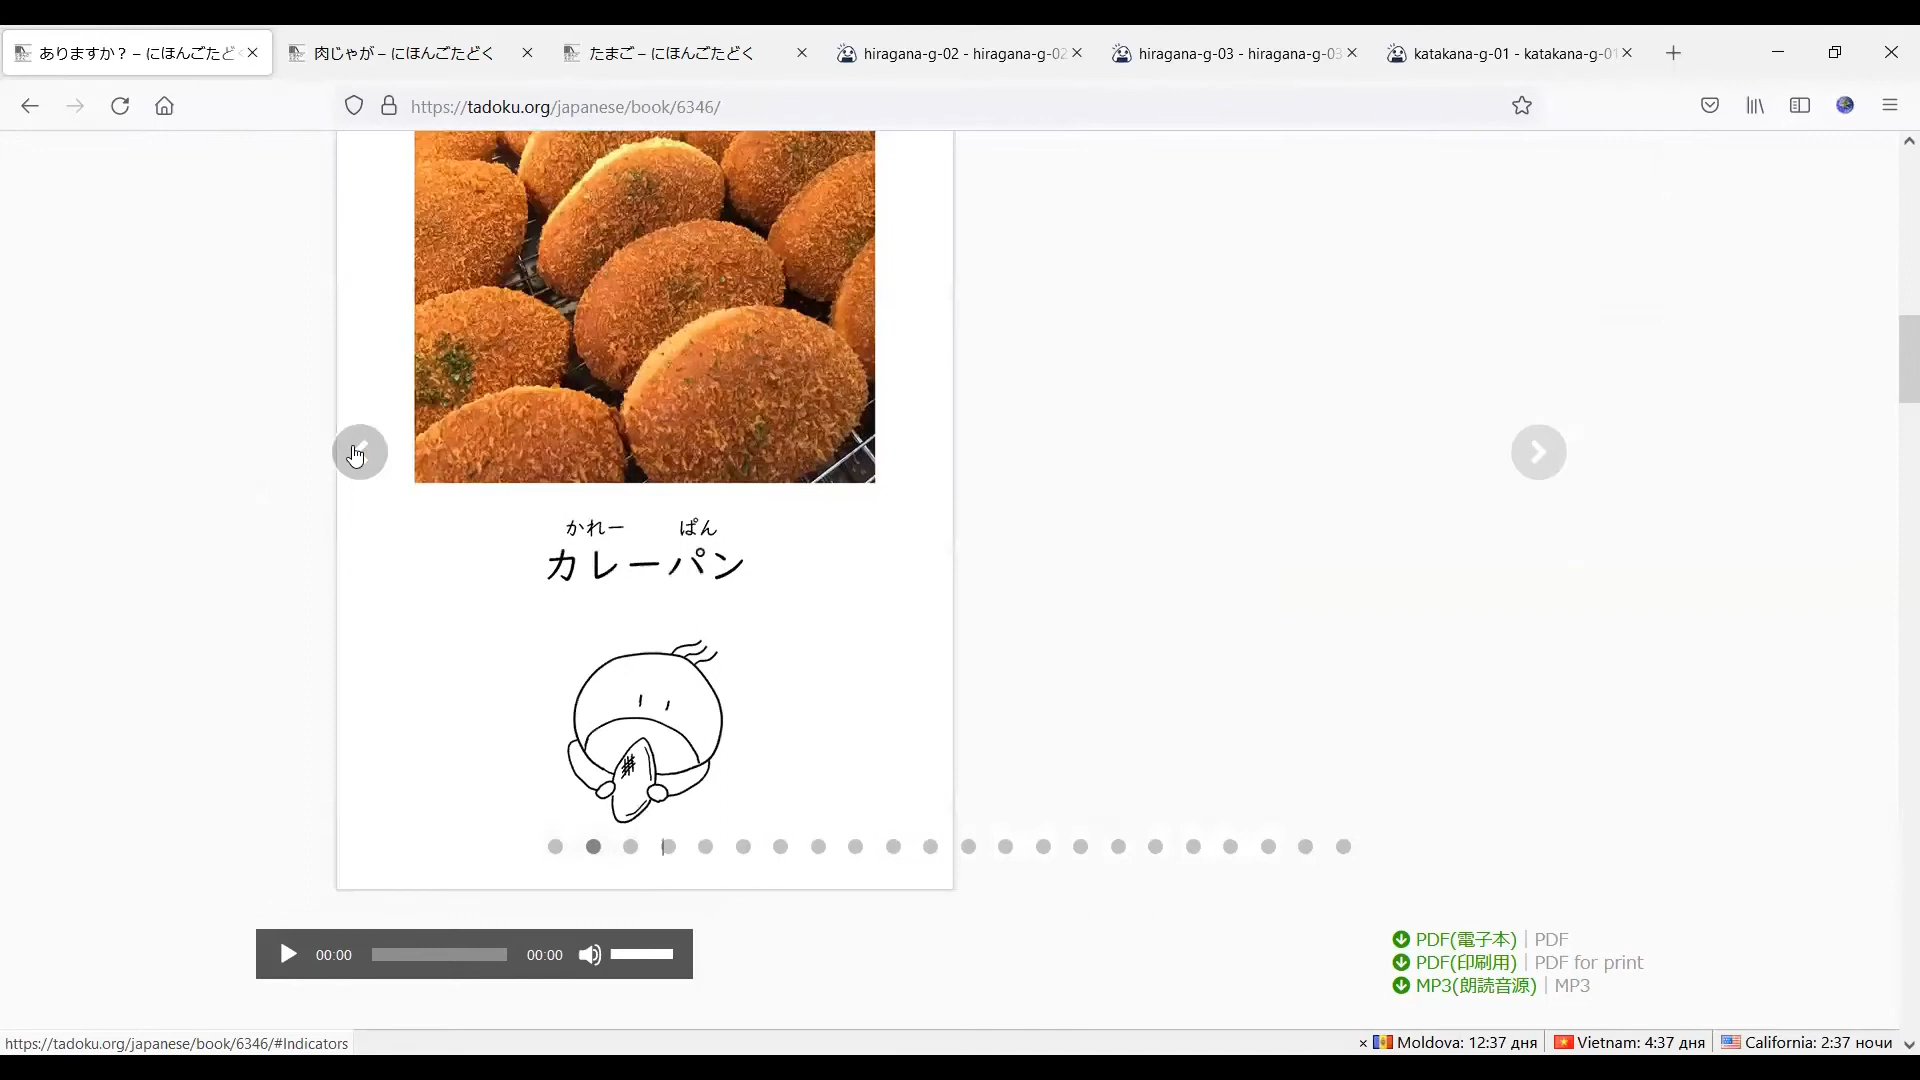 ありますか？ – にほんごたど
肉じゃが – にほんごたどく
たまご – にほんごたどく
hiragana-g-02 - hiragana-g-02
hiragana-g-03 - hiragana-g-03
katakana-g-01 - katakana-g-01
https://tadoku.org/japanese/book/6346/
かれー ぱん
カレーパン
00:00
00:00
PDF(電子本) | PDF
PDF(印刷用) | PDF for print
MP3(朗読音源) | MP3
https://tadoku.org/japanese/book/6346/#Indicators
Moldova: 12:37 дня
Vietnam: 4:37 дня
California: 2:37 ночи